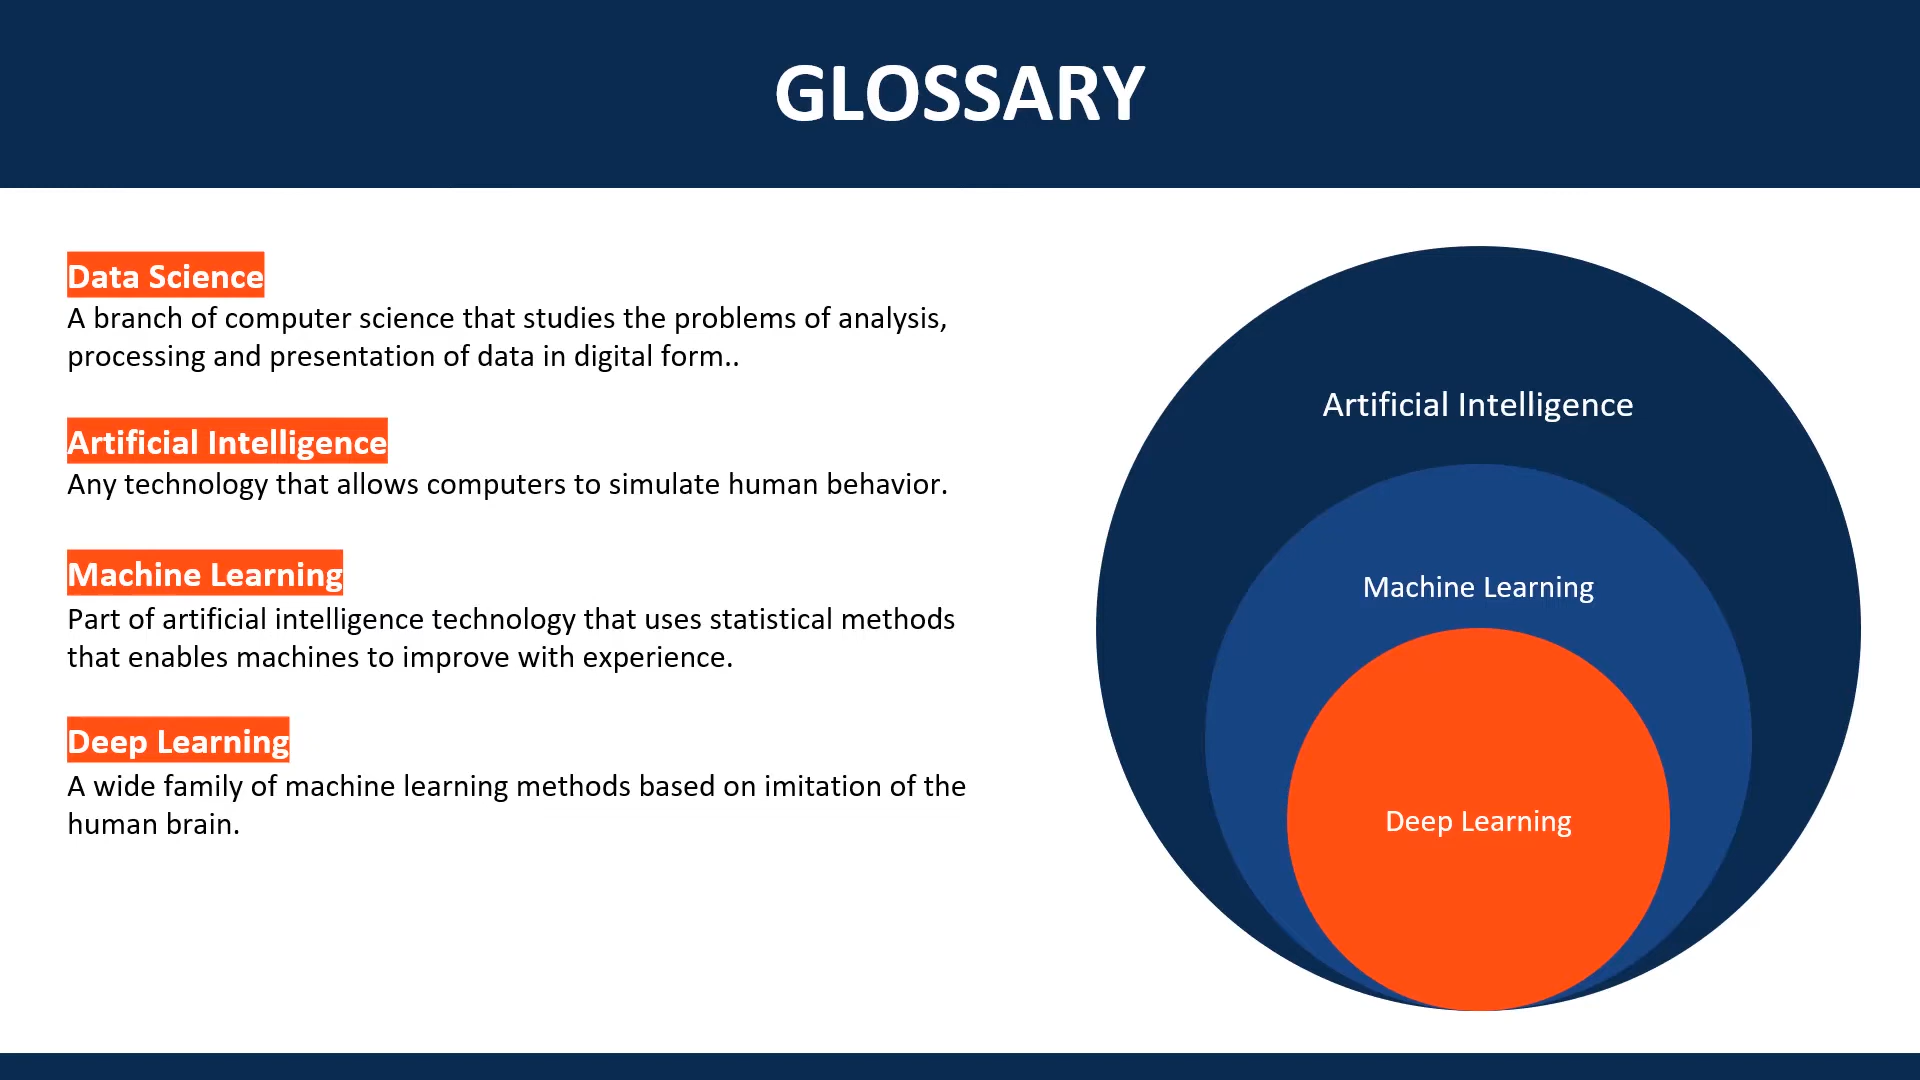 GLOSSARY
Data Science
A branch of computer science that studies the problems of analysis,
processing and presentation of data in digital form..
Artificial Intelligence
Any technology that allows computers to simulate human behavior.
Machine Learning
Part of artificial intelligence technology that uses statistical methods
that enables machines to improve with experience.
Deep Learning
A wide family of machine learning methods based on imitation of the
human brain.
Artificial Intelligence
Machine Learning
Deep Learning